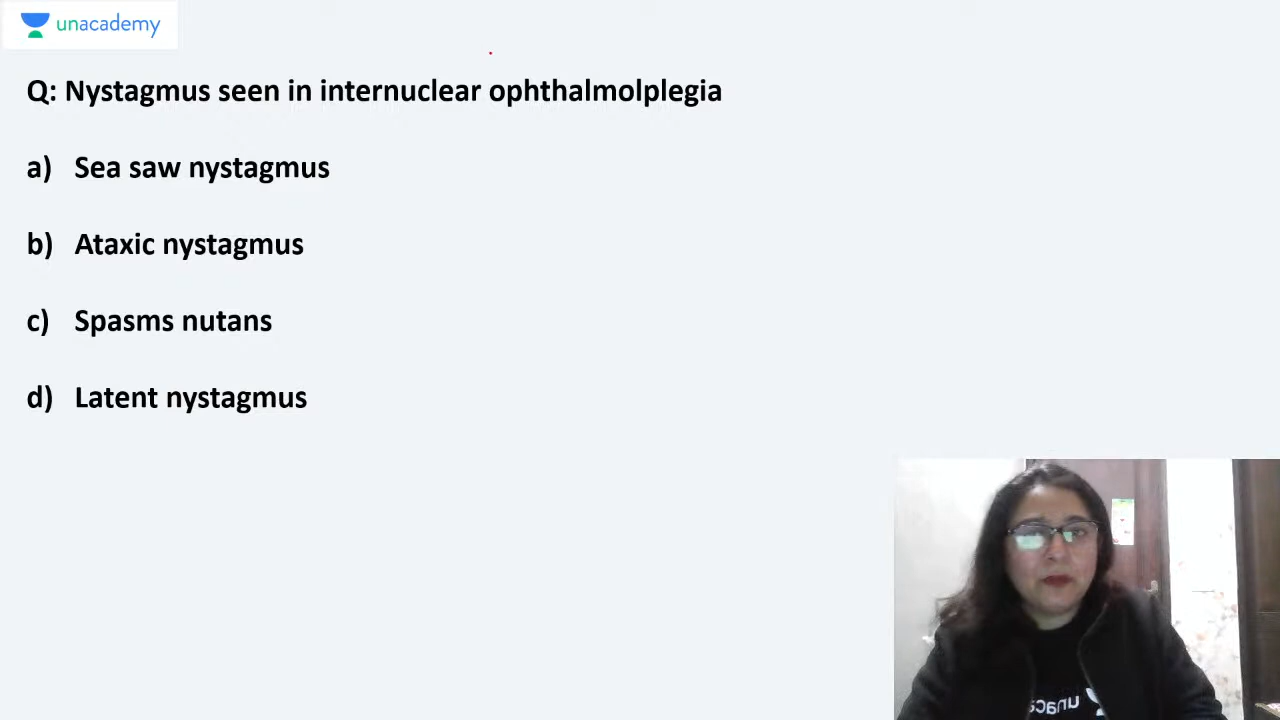 unacademy
Q: Nystagmus seen in internuclear ophthalmolplegia
a) Sea saw nystagmus
b) Ataxic nystagmus
c) Spasms nutans
d) Latent nystagmus